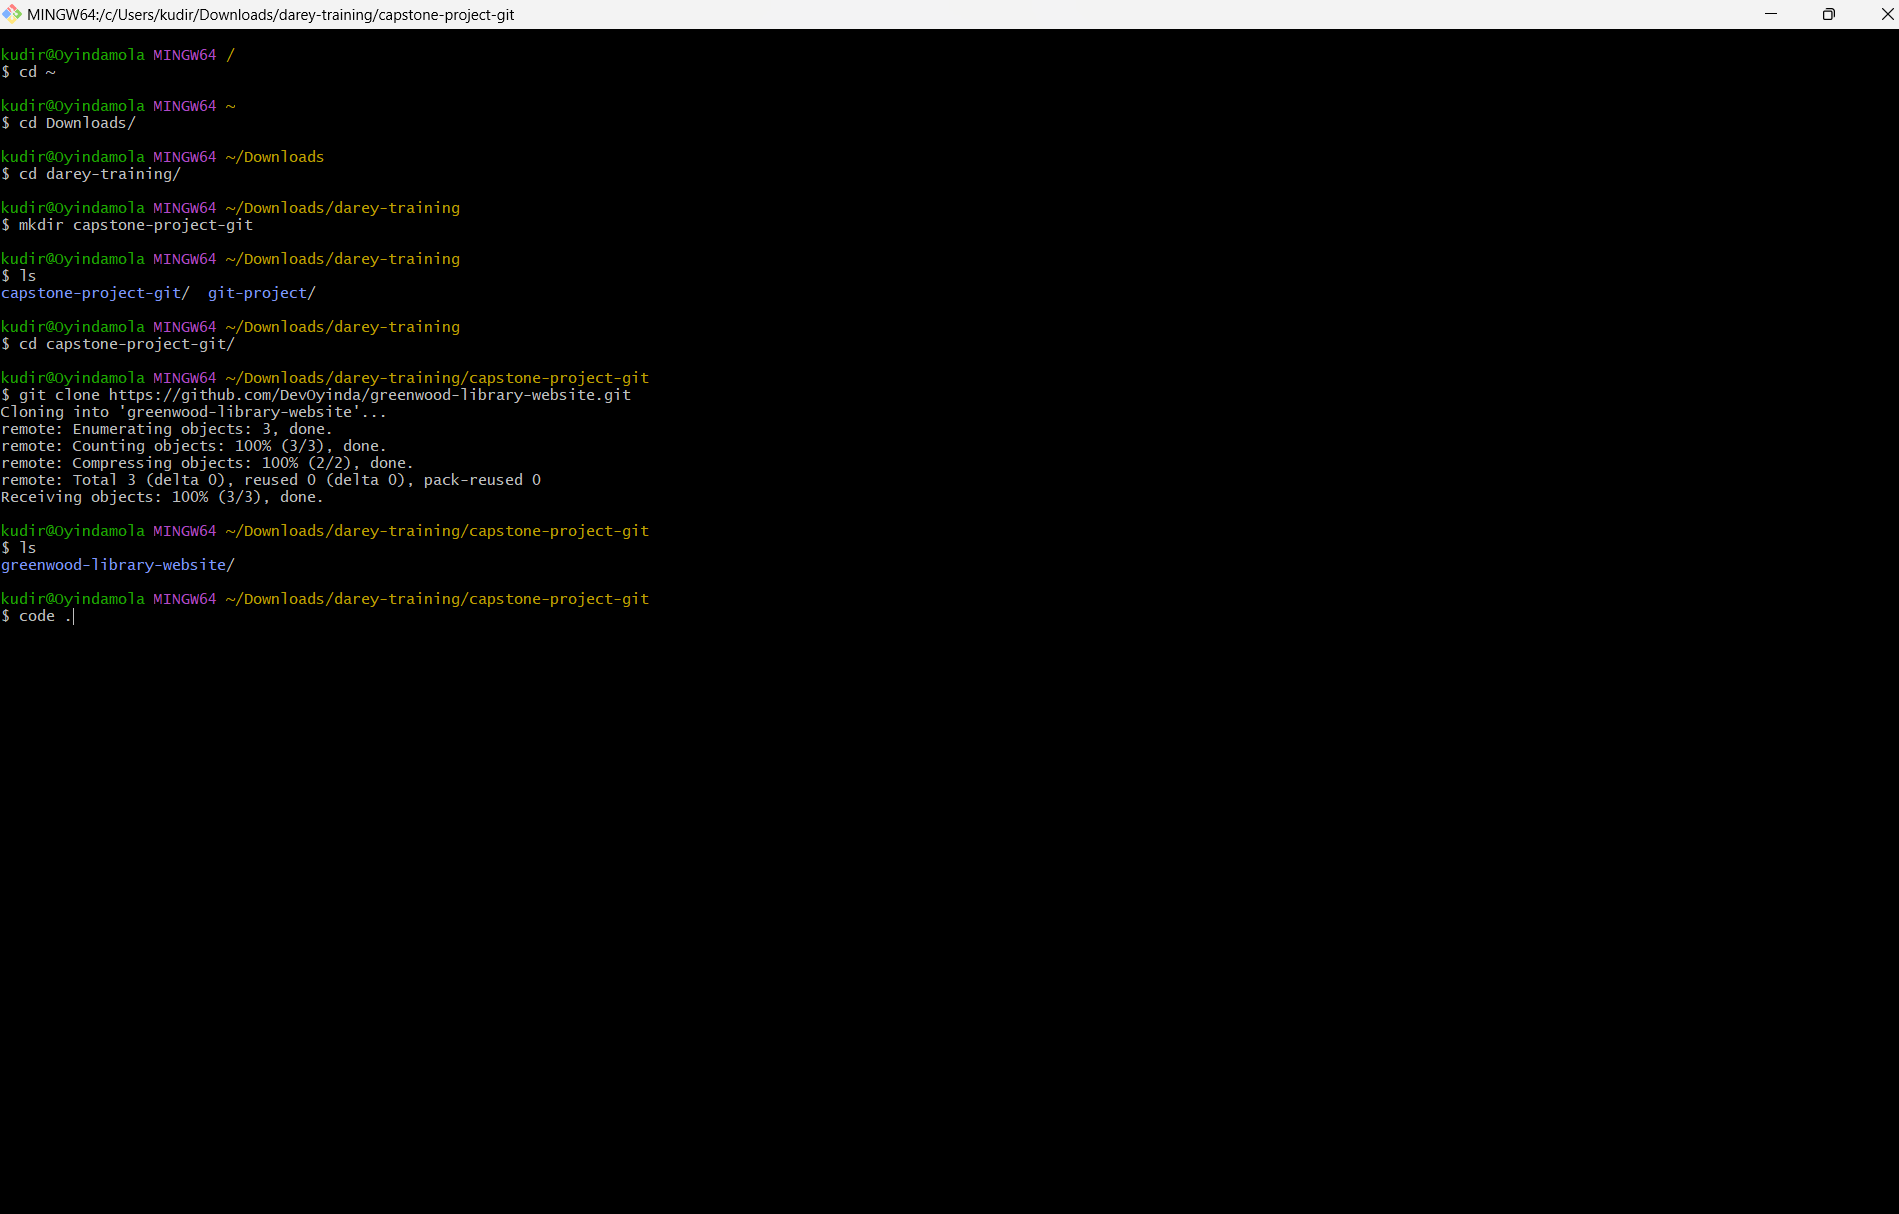 MINGW64:/c/Users/kudir/Downloads/darey-training/capstone-project-git
kudir@Oyindamola MINGW64 /
$ cd ~
kudir@Oyindamola MINGW64 ~
$ cd Downloads/
kudir@Oyindamola MINGW64 ~/Downloads
$ cd darey-training/
kudir@Oyindamola MINGW64 ~/Downloads/darey-training
$ mkdir capstone-project-git
kudir@Oyindamola MINGW64 ~/Downloads/darey-training
$ ls
capstone-project-git/  git-project/
kudir@Oyindamola MINGW64 ~/Downloads/darey-training
$ cd capstone-project-git/
kudir@Oyindamola MINGW64 ~/Downloads/darey-training/capstone-project-git
$ git clone https://github.com/DevOyinda/greenwood-library-website.git
Cloning into 'greenwood-library-website'...
remote: Enumerating objects: 3, done.
remote: Counting objects: 100% (3/3), done.
remote: Compressing objects: 100% (2/2), done.
remote: Total 3 (delta 0), reused 0 (delta 0), pack-reused 0
Receiving objects: 100% (3/3), done.
kudir@Oyindamola MINGW64 ~/Downloads/darey-training/capstone-project-git
$ ls
greenwood-library-website/
kudir@Oyindamola MINGW64 ~/Downloads/darey-training/capstone-project-git
$ code .